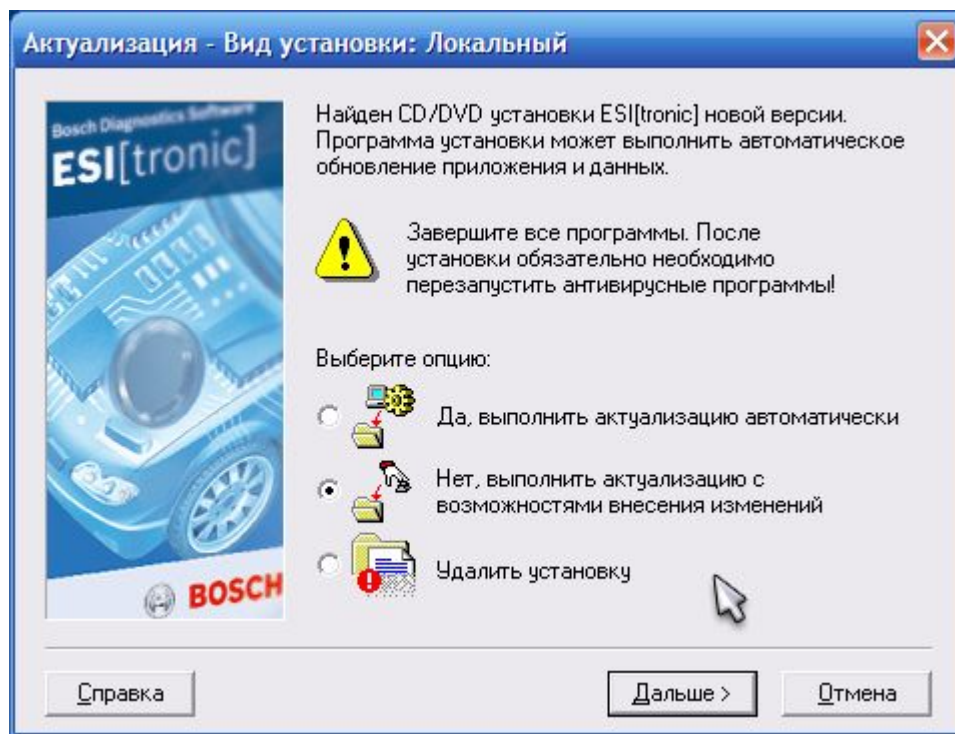 Актуализация - Вид установки: Локальный
Bosch Diagnostics Software
ESI[tronic]
BOSCH
Найден CD/DVD установки ESI[tronic] новой версии.
Программа установки может выполнить автоматическое
обновление приложения и данных.
Завершите все программы. После
установки обязательно необходимо
перезапустить антивирусные программы!
Выберите опцию:
Да, выполнить актуализацию автоматически
Нет, выполнить актуализацию с
возможностями внесения изменений
Удалить установку
Справка
Дальше >
Отмена